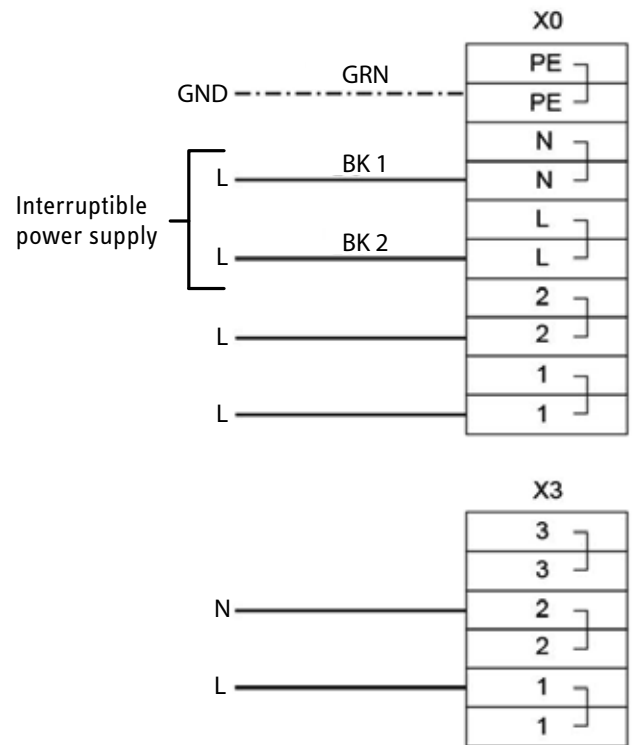 X0
PE
GND GRN PE
N
L BK 1 N
Interruptible
power supply
L
L BK 2 L
2
L 2
1
L 1
X3
3
3
N 2
2
L 1
1